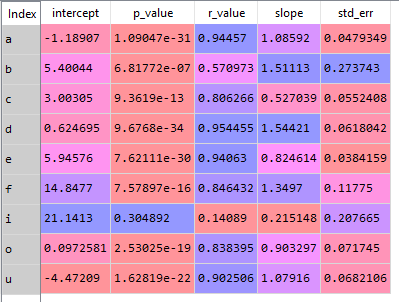 Index intercept p_value r_value slope std_err
a -1.18907 1.09047e-31 0.94457 1.08592 0.0479349
b 5.40044 6.81772e-07 0.570973 1.51113 0.273743
c 3.00305 9.3619e-13 0.806266 0.527039 0.0552408
d 0.624695 9.6768e-34 0.954455 1.54421 0.0618042
e 5.94576 7.62111e-30 0.94063 0.824614 0.0384159
f 14.8477 7.57897e-16 0.846432 1.3497 0.11775
i 21.1413 0.304892 0.14089 0.215148 0.207665
o 0.0972581 2.53025e-19 0.838395 0.903297 0.071745
u -4.47209 1.62819e-22 0.902506 1.07916 0.0682106